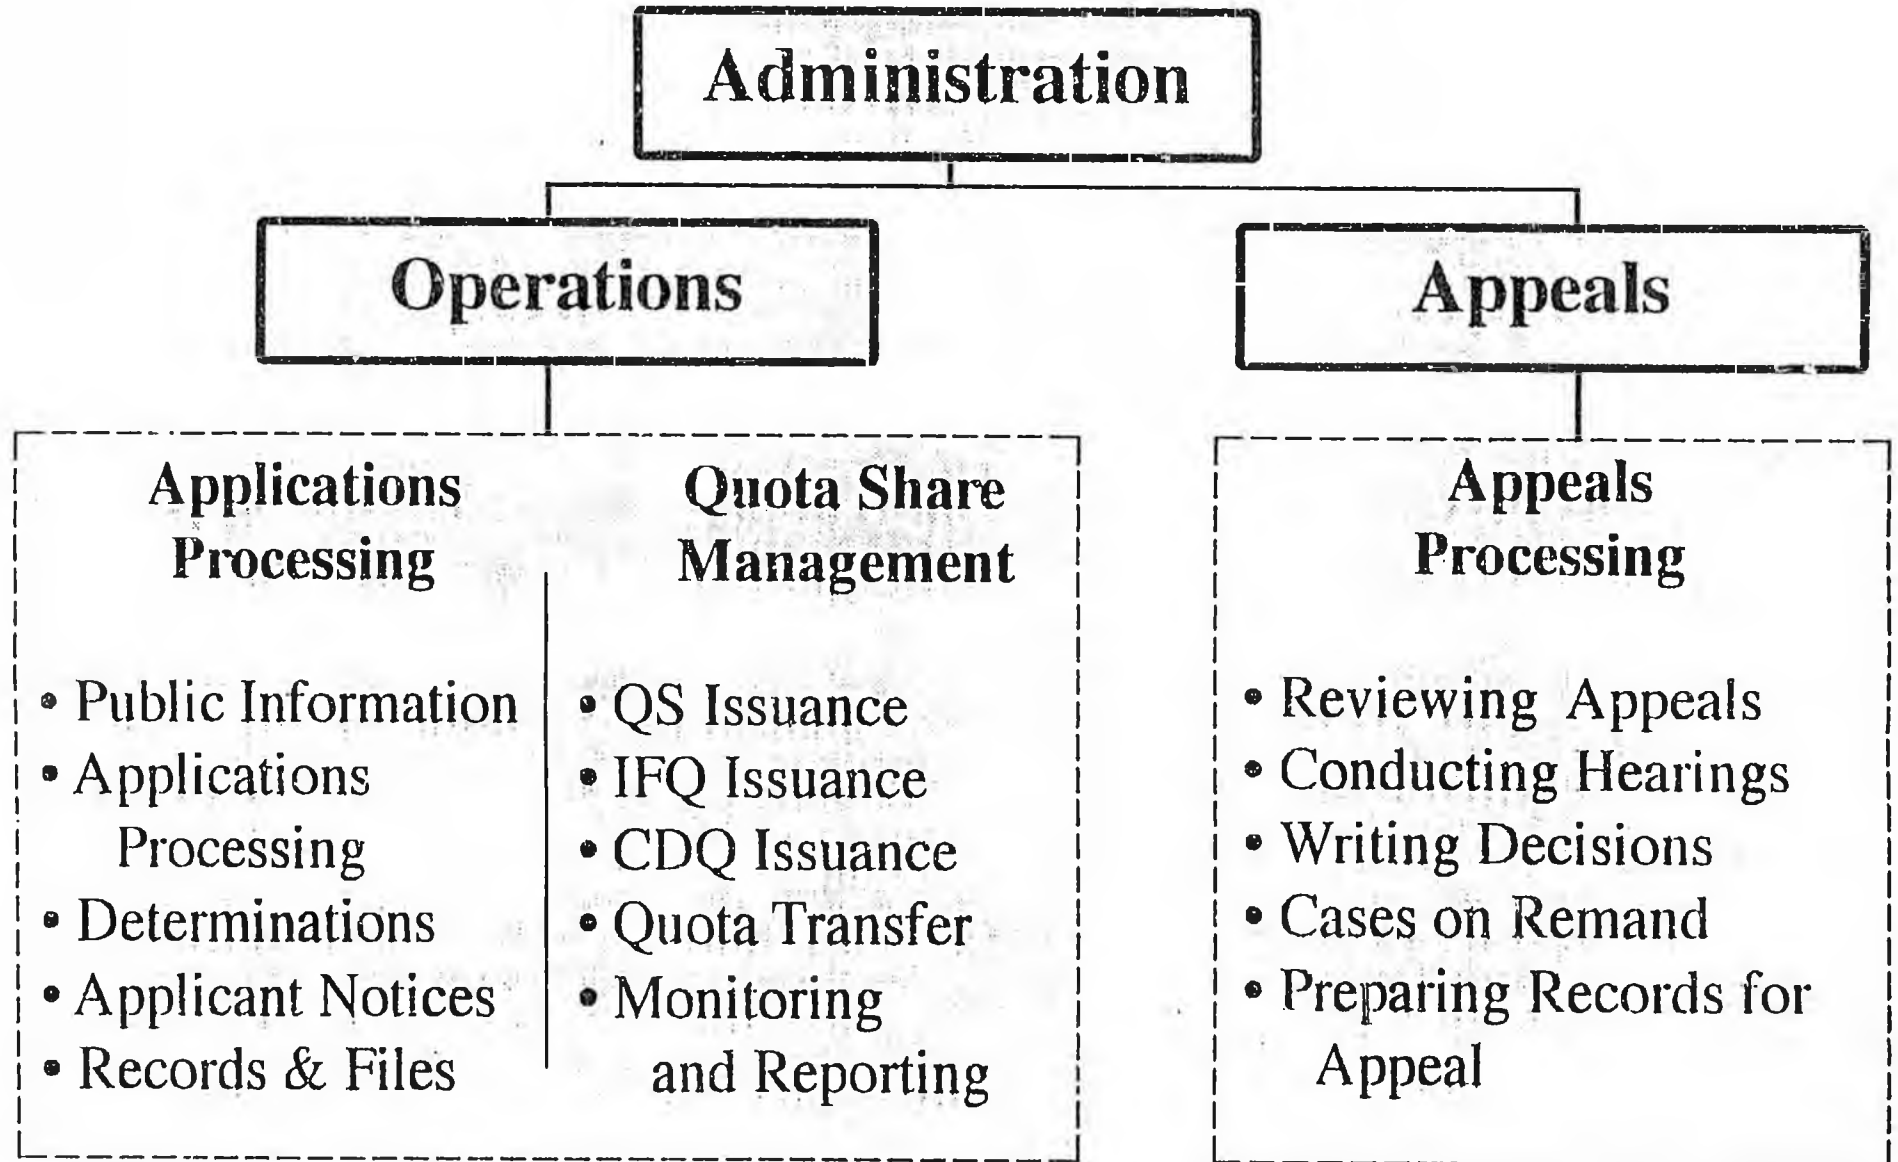 Administration
Operations
Appeals
Applications
Processing
• Public Information
• Applications
Processing
• Determinations
• Applicant Notices
• Records & Files
Quota Share
Management
• QS Issuance
• IFQ Issuance
• CDQ Issuance
• Quota Transfer
• Monitoring
and Reporting
Appeals
Processing
• Reviewing Appeals
• Conducting Hearings
• Writing Decisions
• Cases on Remand
• Preparing Records for
Appeal